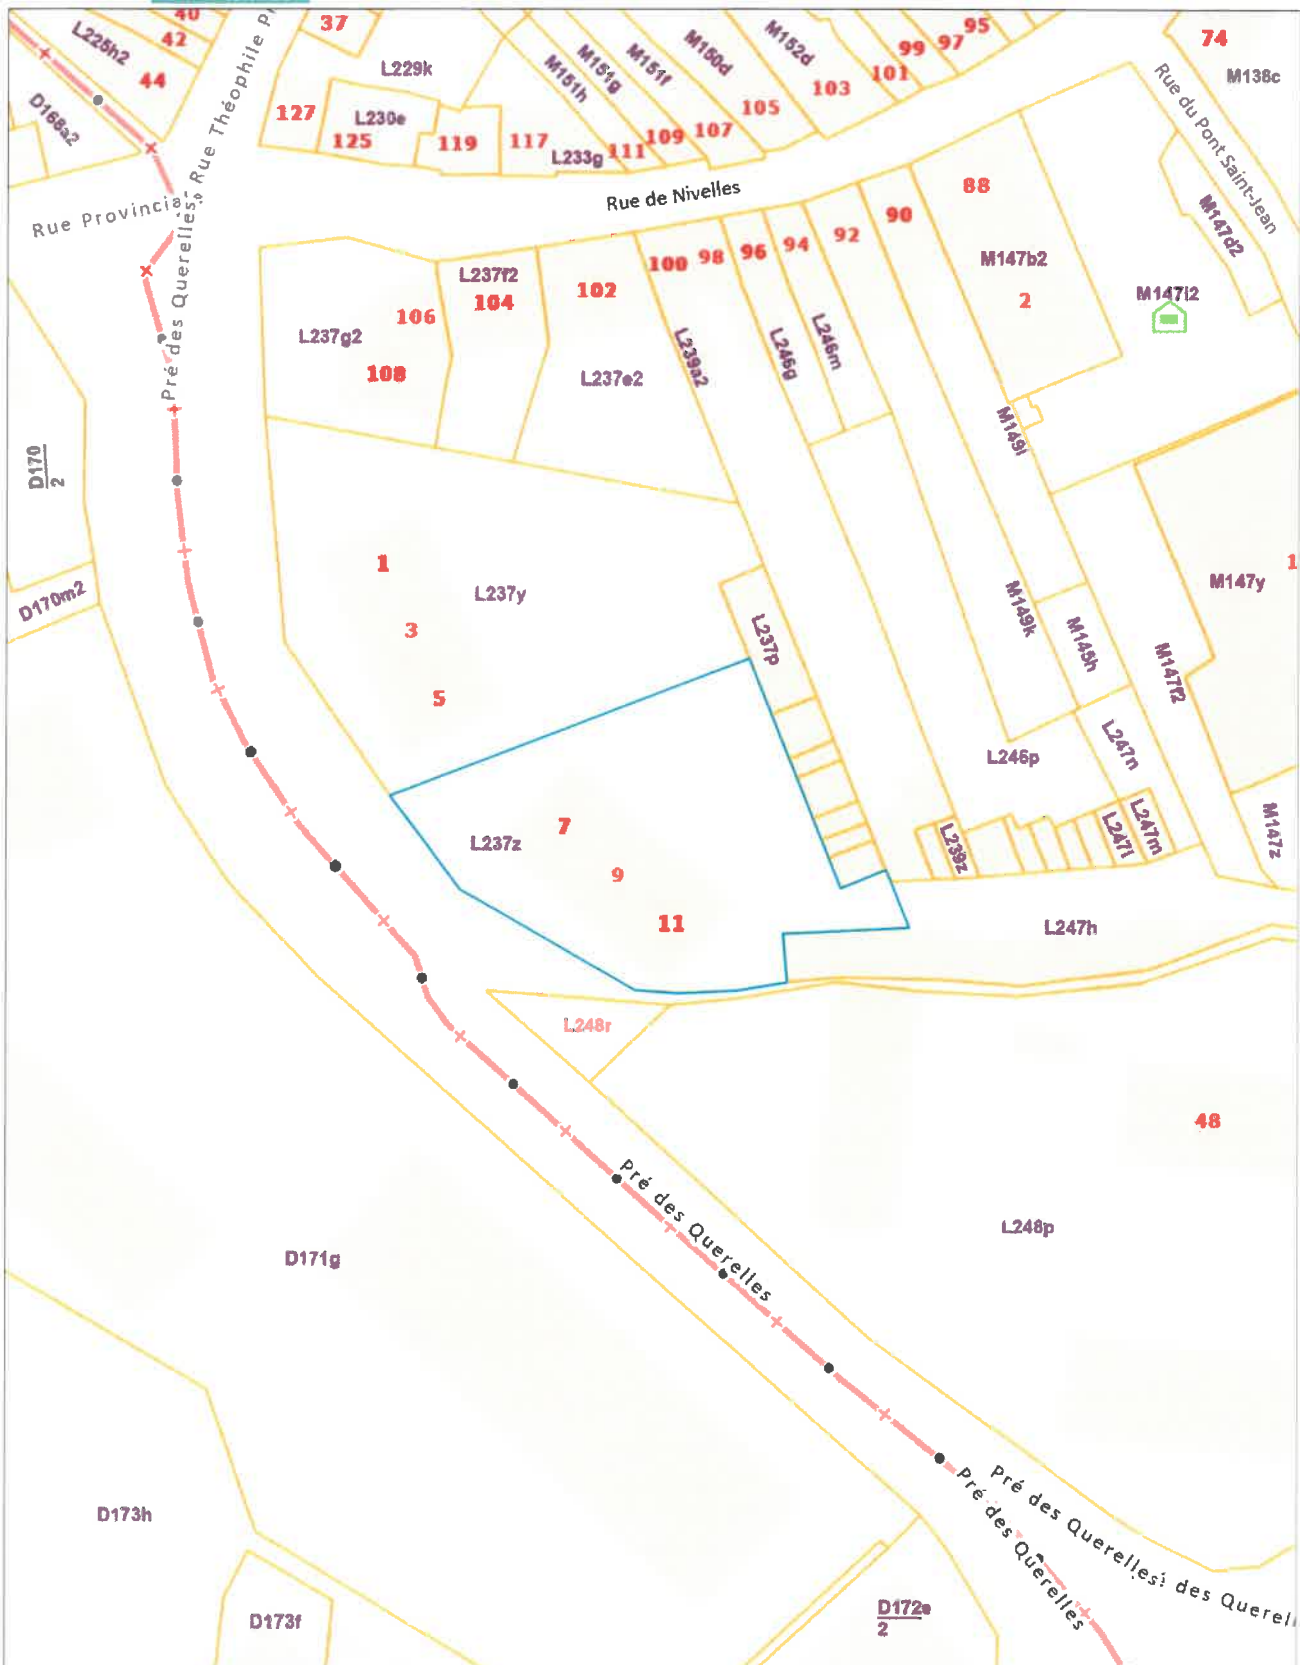 40
42
44
L225h2
D168a2
37
Rue Théophile
L229k
127
L230e
125
119
117
L233g
111
109
107
105
103
101
99
97
95
M151h
M151g
M151f
M150d
M152d
74
M138c
Rue du Pont Saint-Jean
M147d2
Rue Provincia
Rue de Nivelles
88
90
92
94
96
98
100
102
104
L237f2
106
L237g2
108
L237e2
L239a2
L246g
L246m
M147b2
2
M147l2
M149l
Pré des Querelles
D170
2
D170m2
1
3
5
L237y
L237p
M149k
M145h
M147f2
M147y
1
L246p
L247n
L247l
L247m
M147z
L239z
L237z
7
9
11
L247h
L248r
48
L248p
Pré des Querelles
D171g
D173h
D173f
D172e
2
Pré des Querelles
Pré des Querelles
des Querel